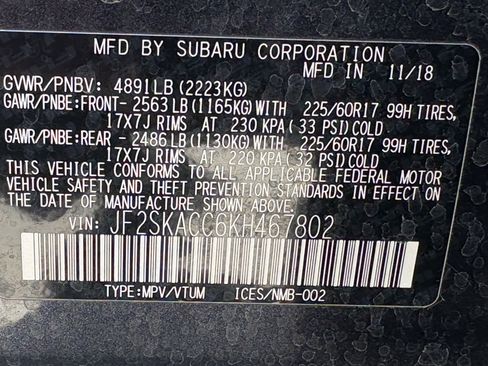 MFD BY SUBARU CORPORATION
IN 11/18
GVWR/PNBV: 4891LB (2223KG)
GAWR/PNBE:FRONT- 2563 LB (1165KG) WITH 225/60R17 99H TIRES,
17X7J RIMS AT 230 KPA (33 PSI) COLD
GAWR/PNBE:REAR - 2486 LB (1130KG) WITH 225/60R17 99H TIRES,
17X7J RIMS AT 220 KPA (32 PSI) COLD
THIS VEHICLE CONFORMS TO ALL APPLICABLE FEDERAL MOTOR
VEHICLE SAFETY AND THEFT PREVENTION STANDARDS IN EFFECT ON
THE DATE OF MANUFACTURE SHOWN ABOVE.
VIN: JF2SKACC6KH467802
TYPE:MPV/VTUM ICES/NMB-002